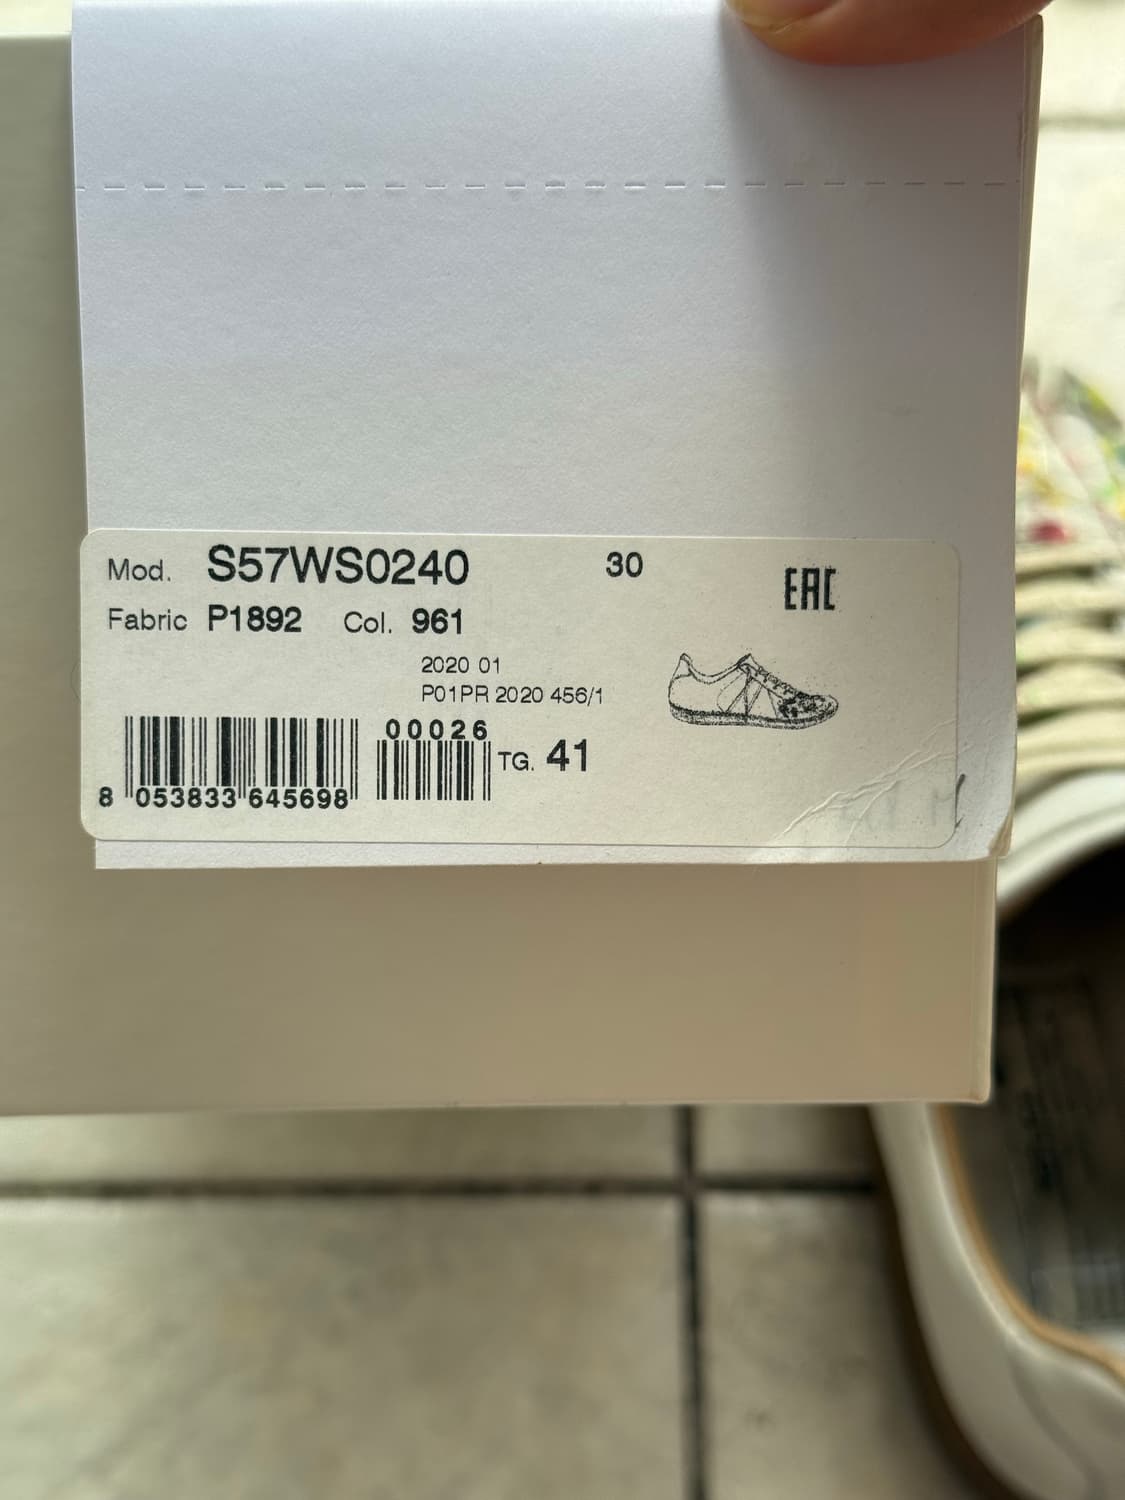 Mod. S57WS0240 30
EAC
Fabric P1892 Col. 961
2020 01
P01PR 2020 456/1
00026
TG. 41
8 053833 645698